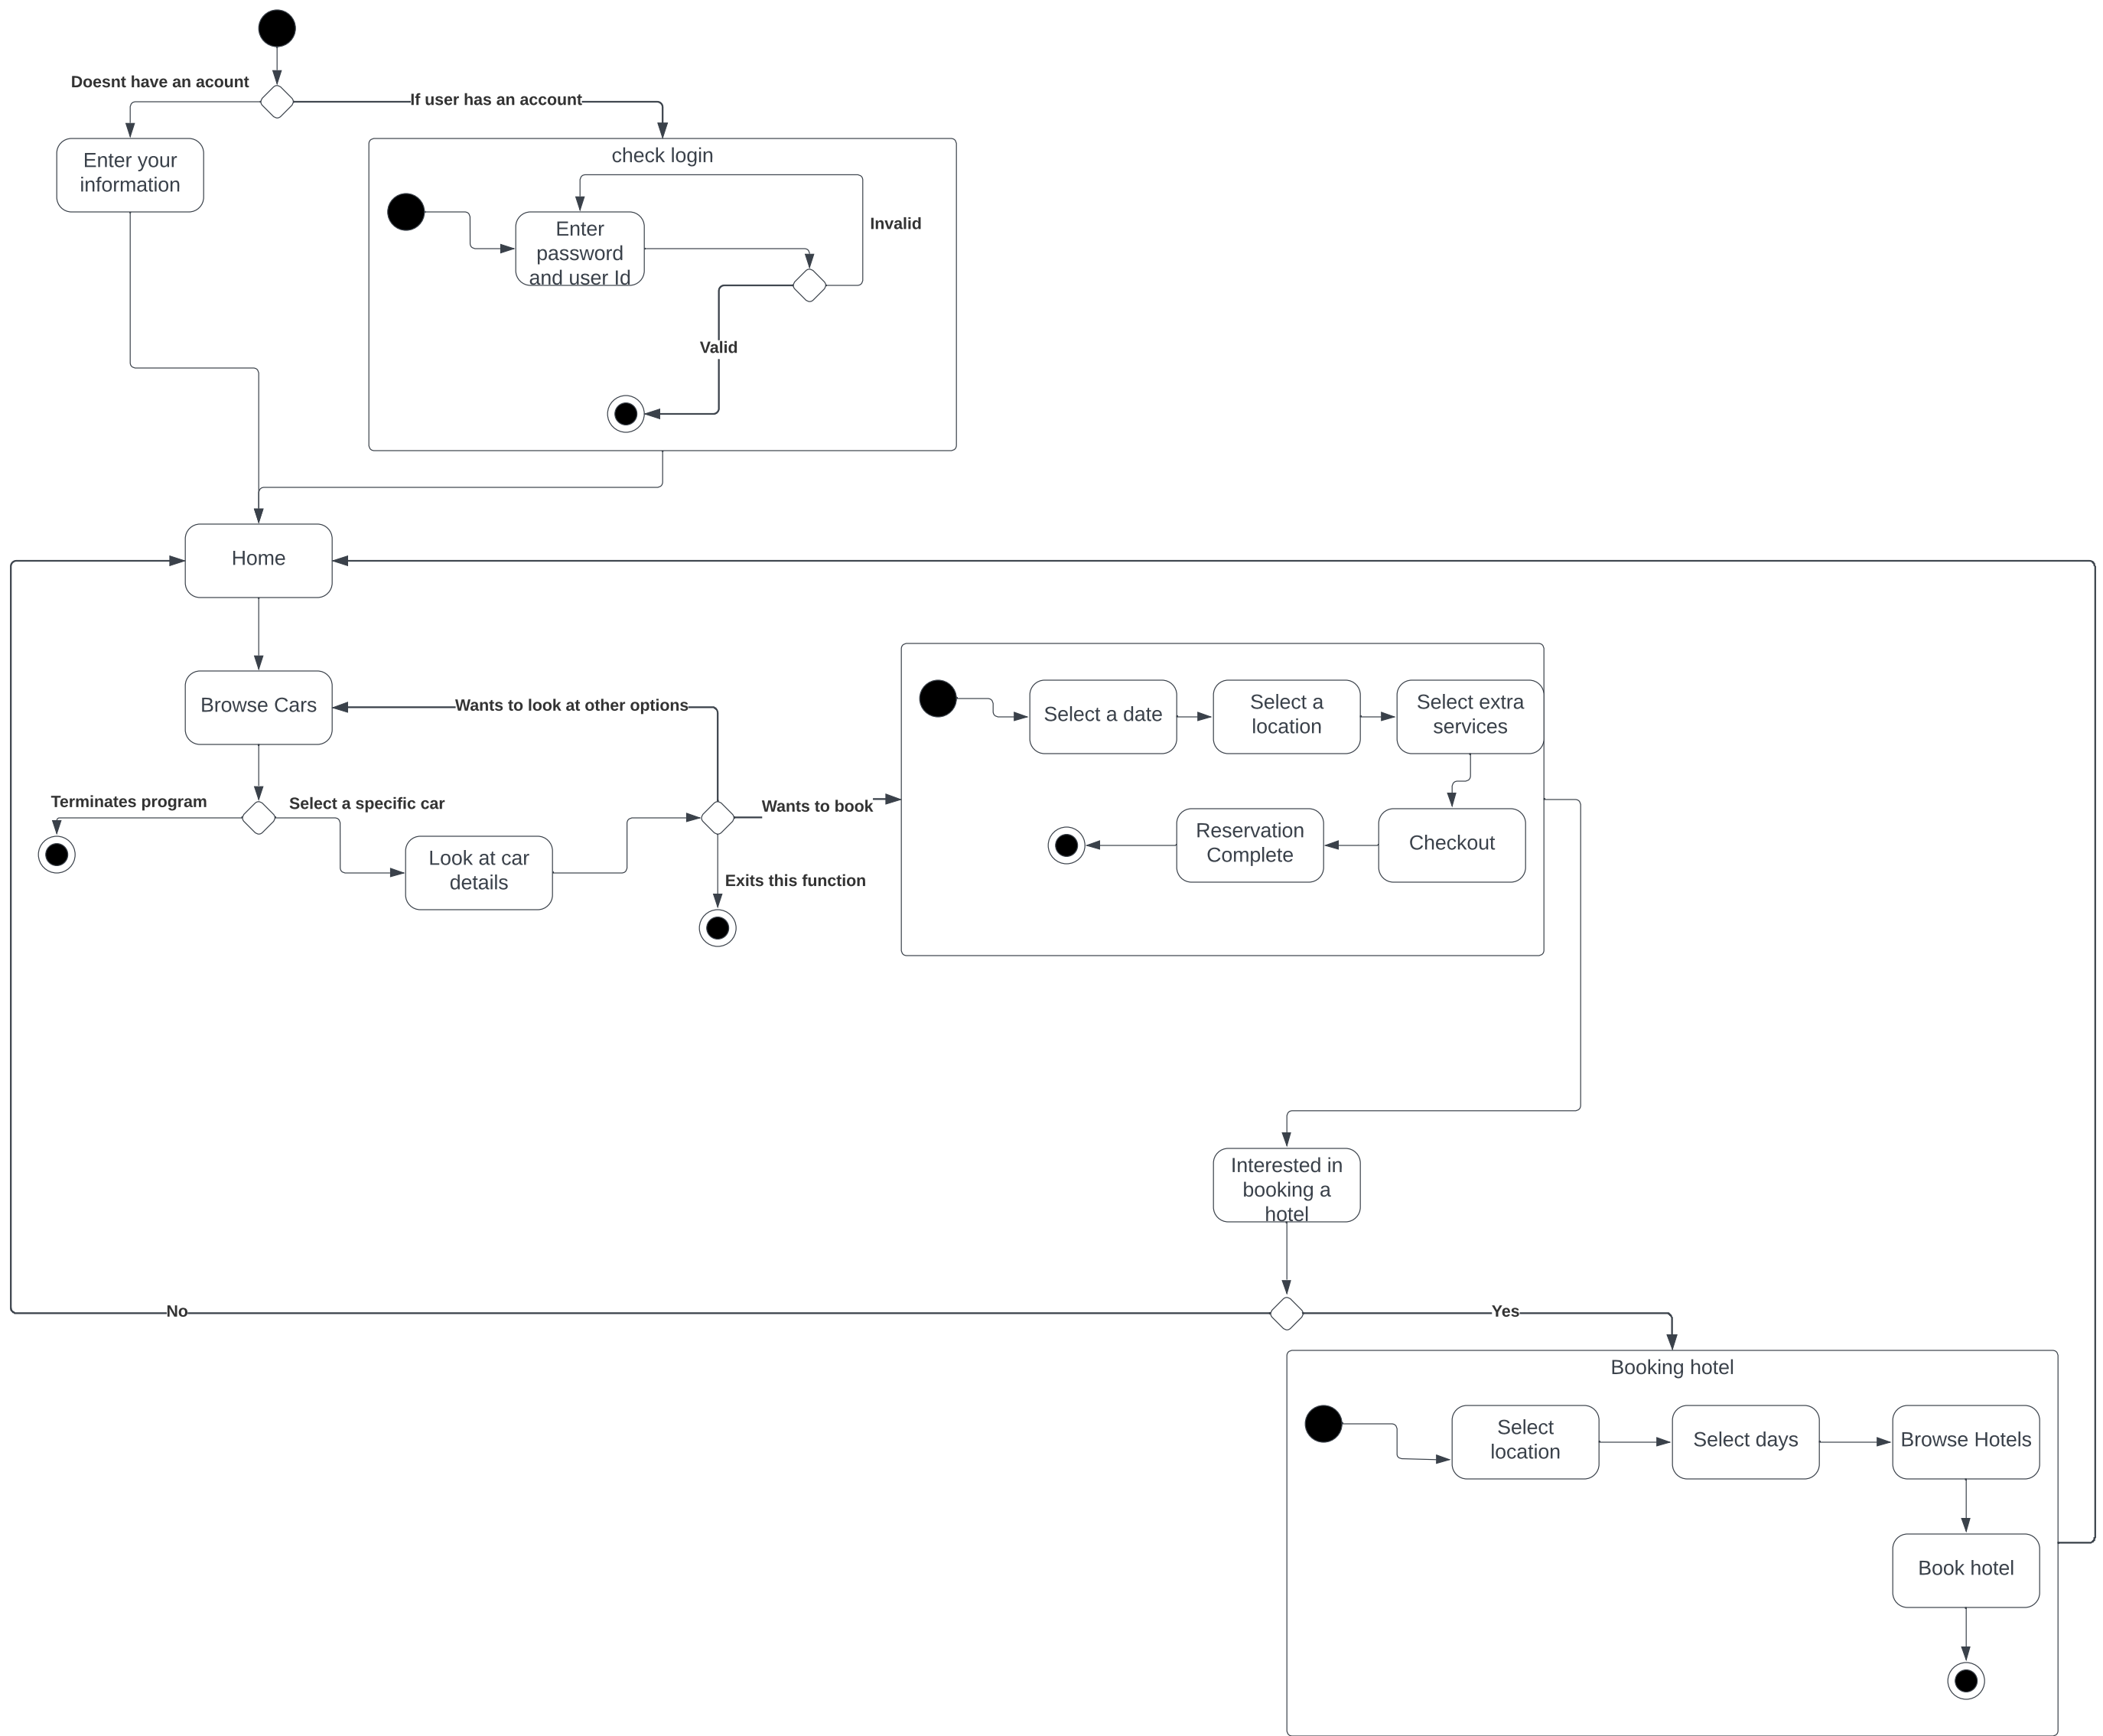 Doesnt have an acount
If user has an account
Enter your
information
check login
Enter
password
and user Id
Invalid
Valid
Home
Browse Cars
Wants to look at other options
Select a date
Select a
location
Select extra
services
Terminates program
Select a specific car
Wants to book
Look at car
details
Exits this function
Reservation
Complete
Checkout
Interested in
booking a
hotel
No
Yes
Booking hotel
Select
location
Select days
Browse Hotels
Book hotel